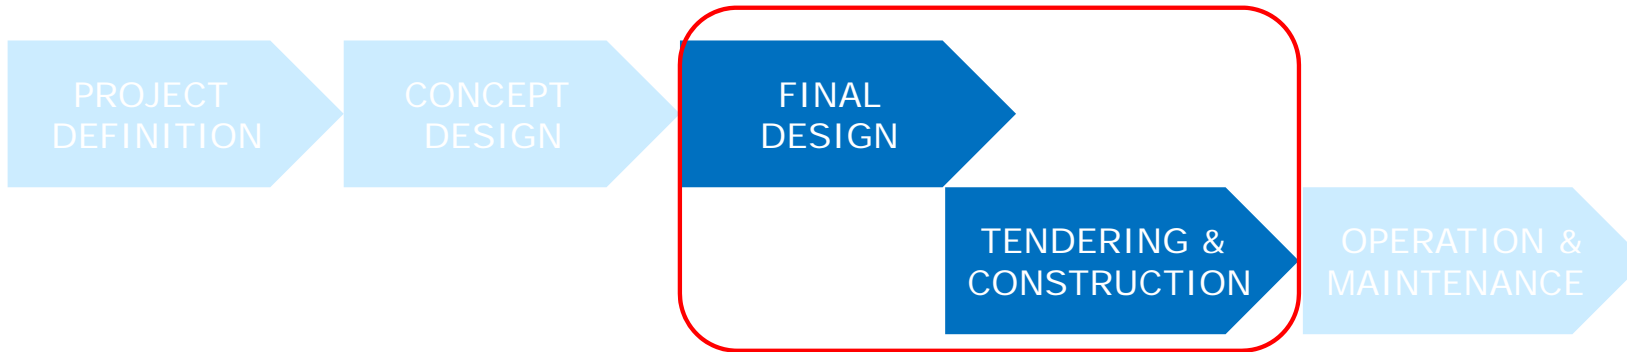 PROJECT
DEFINITION
CONCEPT
DESIGN
FINAL
DESIGN
TENDERING &
CONSTRUCTION
OPERATION &
MAINTENANCE